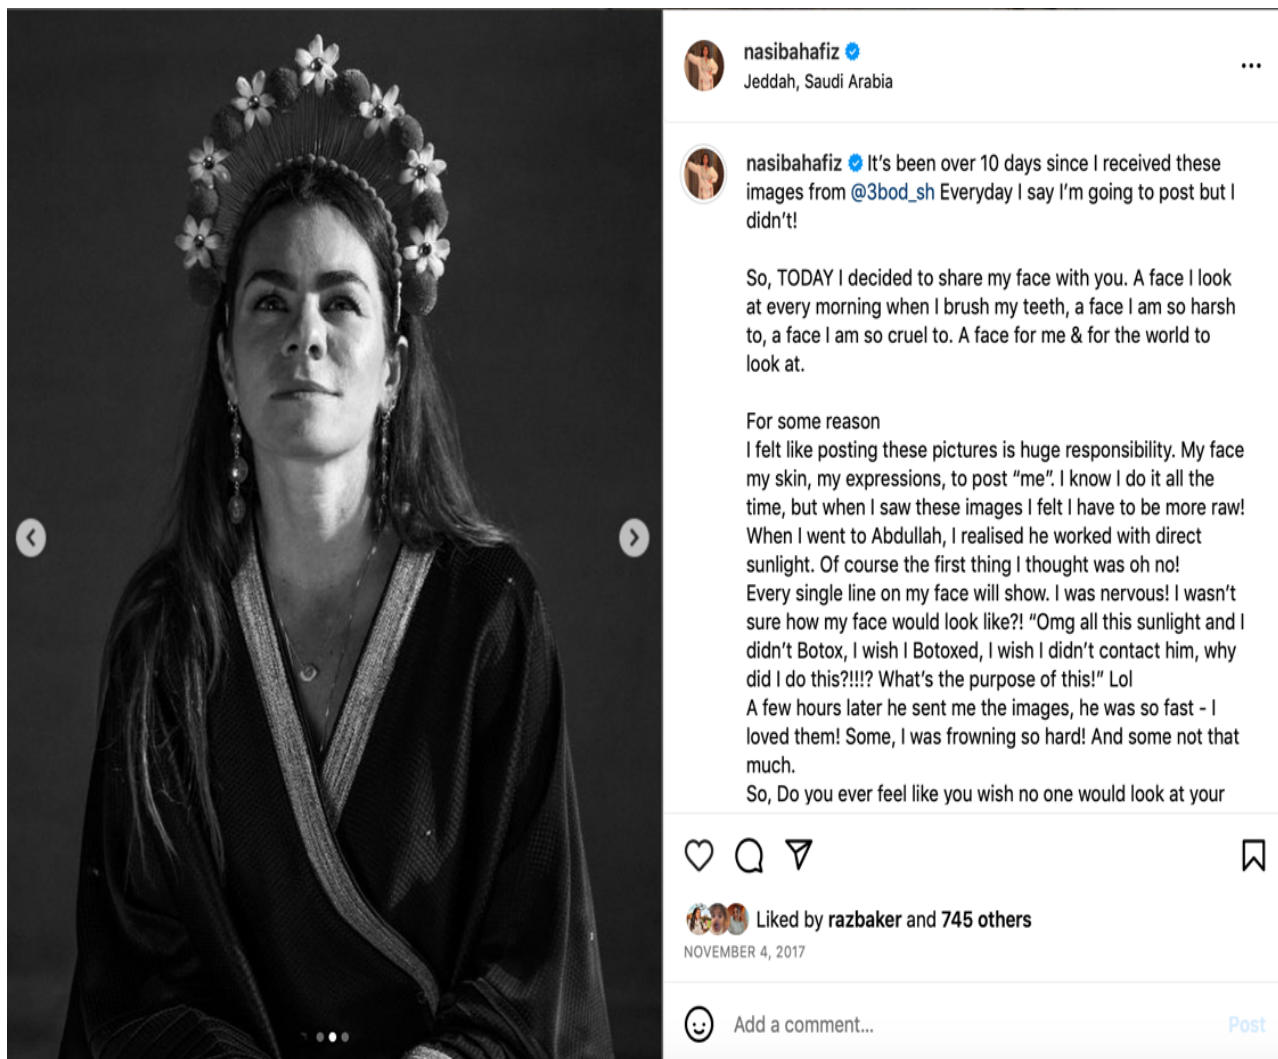 nasibahafiz
Jeddah, Saudi Arabia
nasibahafiz It’s been over 10 days since I received these
images from @3bod_sh Everyday I say I’m going to post but I
didn’t!
So, TODAY I decided to share my face with you. A face I look
at every morning when I brush my teeth, a face I am so harsh
to, a face I am so cruel to. A face for me & for the world to
look at.
For some reason
I felt like posting these pictures is huge responsibility. My face
my skin, my expressions, to post “me”. I know I do it all the
time, but when I saw these images I felt I have to be more raw!
When I went to Abdullah, I realised he worked with direct
sunlight. Of course the first thing I thought was oh no!
Every single line on my face will show. I was nervous! I wasn’t
sure how my face would look like?! “Omg all this sunlight and I
didn’t Botox, I wish I Botoxed, I wish I didn’t contact him, why
did I do this?!!!? What’s the purpose of this!” Lol
A few hours later he sent me the images, he was so fast - I
loved them! Some, I was frowning so hard! And some not that
much.
So, Do you ever feel like you wish no one would look at your
Liked by razbaker and 745 others
NOVEMBER 4, 2017
Add a comment...
Post